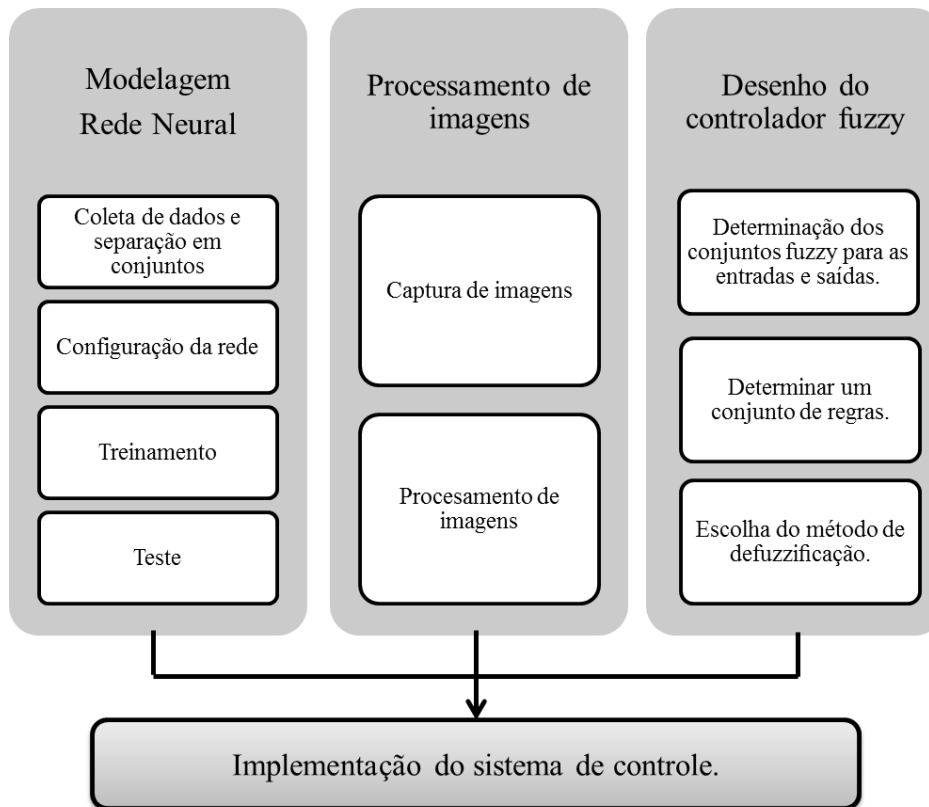 Modelagem
Rede Neural
Coleta de dados e
separação em
conjuntos
Configuração da rede
Treinamento
Teste
Processamento de
imagens
Captura de imagens
Procesamento de
imagens
Desenho do
controlador fuzzy
Determinação dos
conjuntos fuzzy para as
entradas e saídas.
Determinar um
conjunto de regras.
Escolha do método de
defuzzificação.
Implementação do sistema de controle.